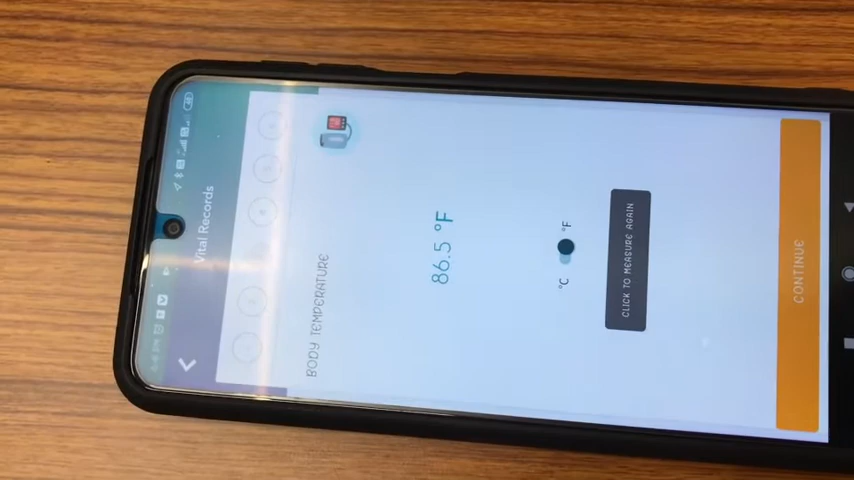 Vital Records
BODY TEMPERATURE
86.5 °F
°C
°F
CLICK TO MEASURE AGAIN
CONTINUE